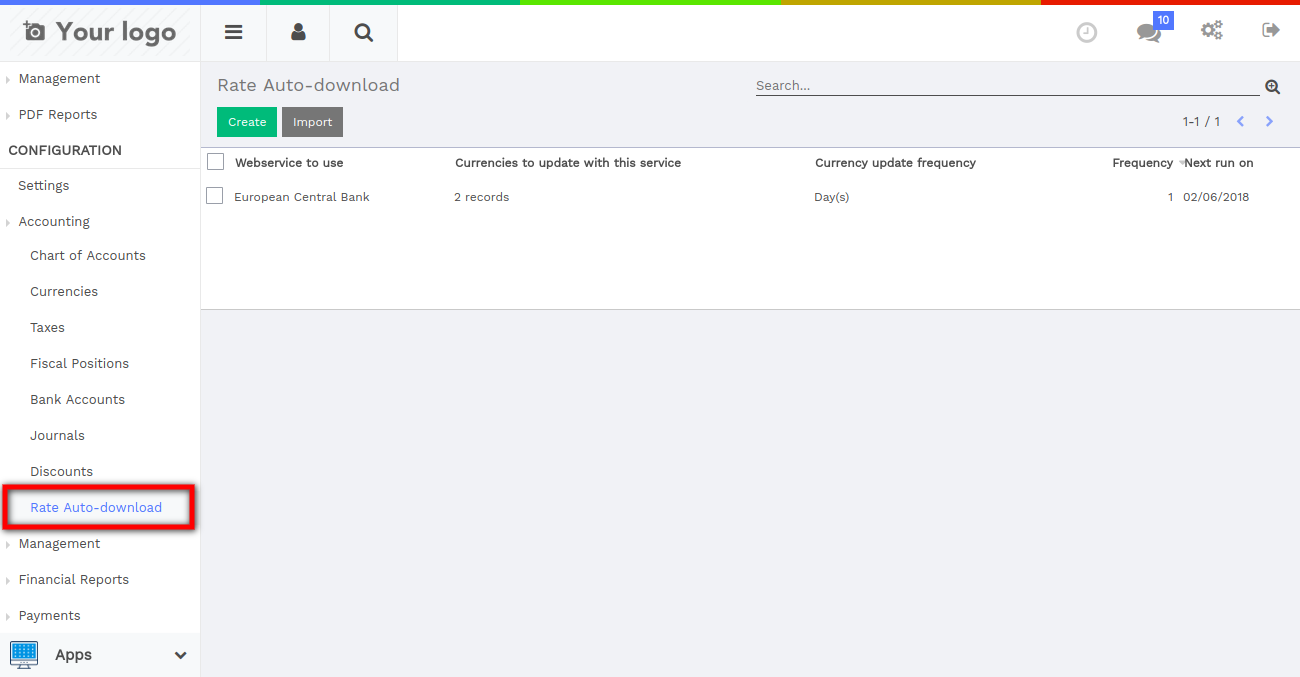 Your logo
10
Management
PDF Reports
CONFIGURATION
Settings
Accounting
Chart of Accounts
Currencies
Taxes
Fiscal Positions
Bank Accounts
Journals
Discounts
Rate Auto-download
Management
Financial Reports
Payments
Apps
Rate Auto-download
Search...
Create Import
1-1 / 1
Webservice to use Currencies to update with this service Currency update frequency Frequency Next run on
European Central Bank 2 records Day(s) 1 02/06/2018